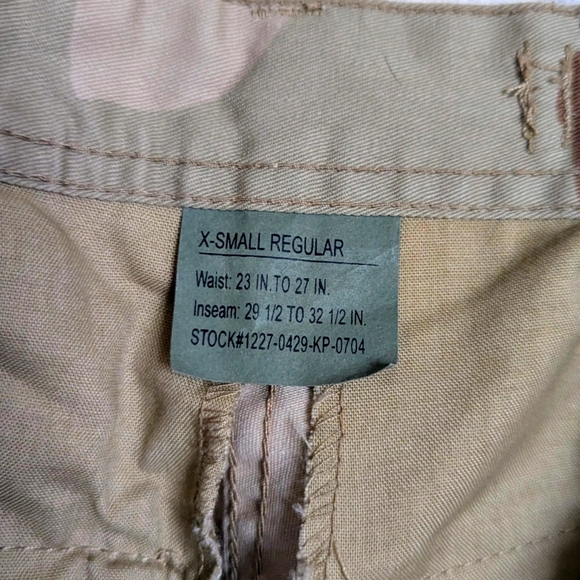 X-SMALL REGULAR
Waist: 23 IN.TO 27 IN.
Inseam: 29 1/2 TO 32 1/2 IN.
STOCK#1227-0429-KP-0704